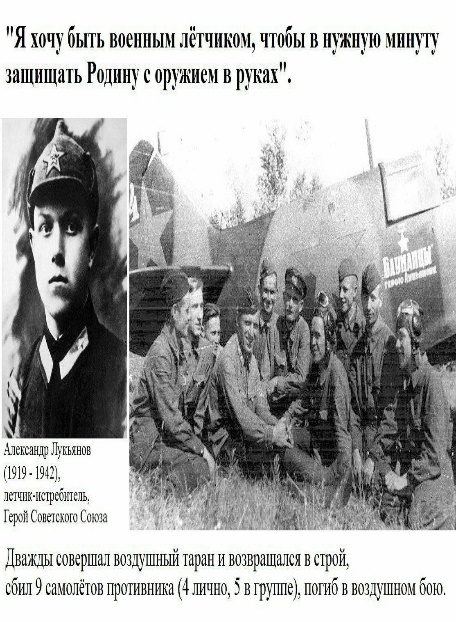 "Я хочу быть военным лётчиком, чтобы в нужную минуту
защищать Родину с оружием в руках".
БАУМАНЦЫ
ГЕРОЮ
Александр Лукьянов
(1919 - 1942),
летчик-истребитель,
Герой Советского Союза
Дважды совершал воздушный таран и возвращался в строй,
сбил 9 самолётов противника (4 лично, 5 в группе), погиб в воздушном бою.